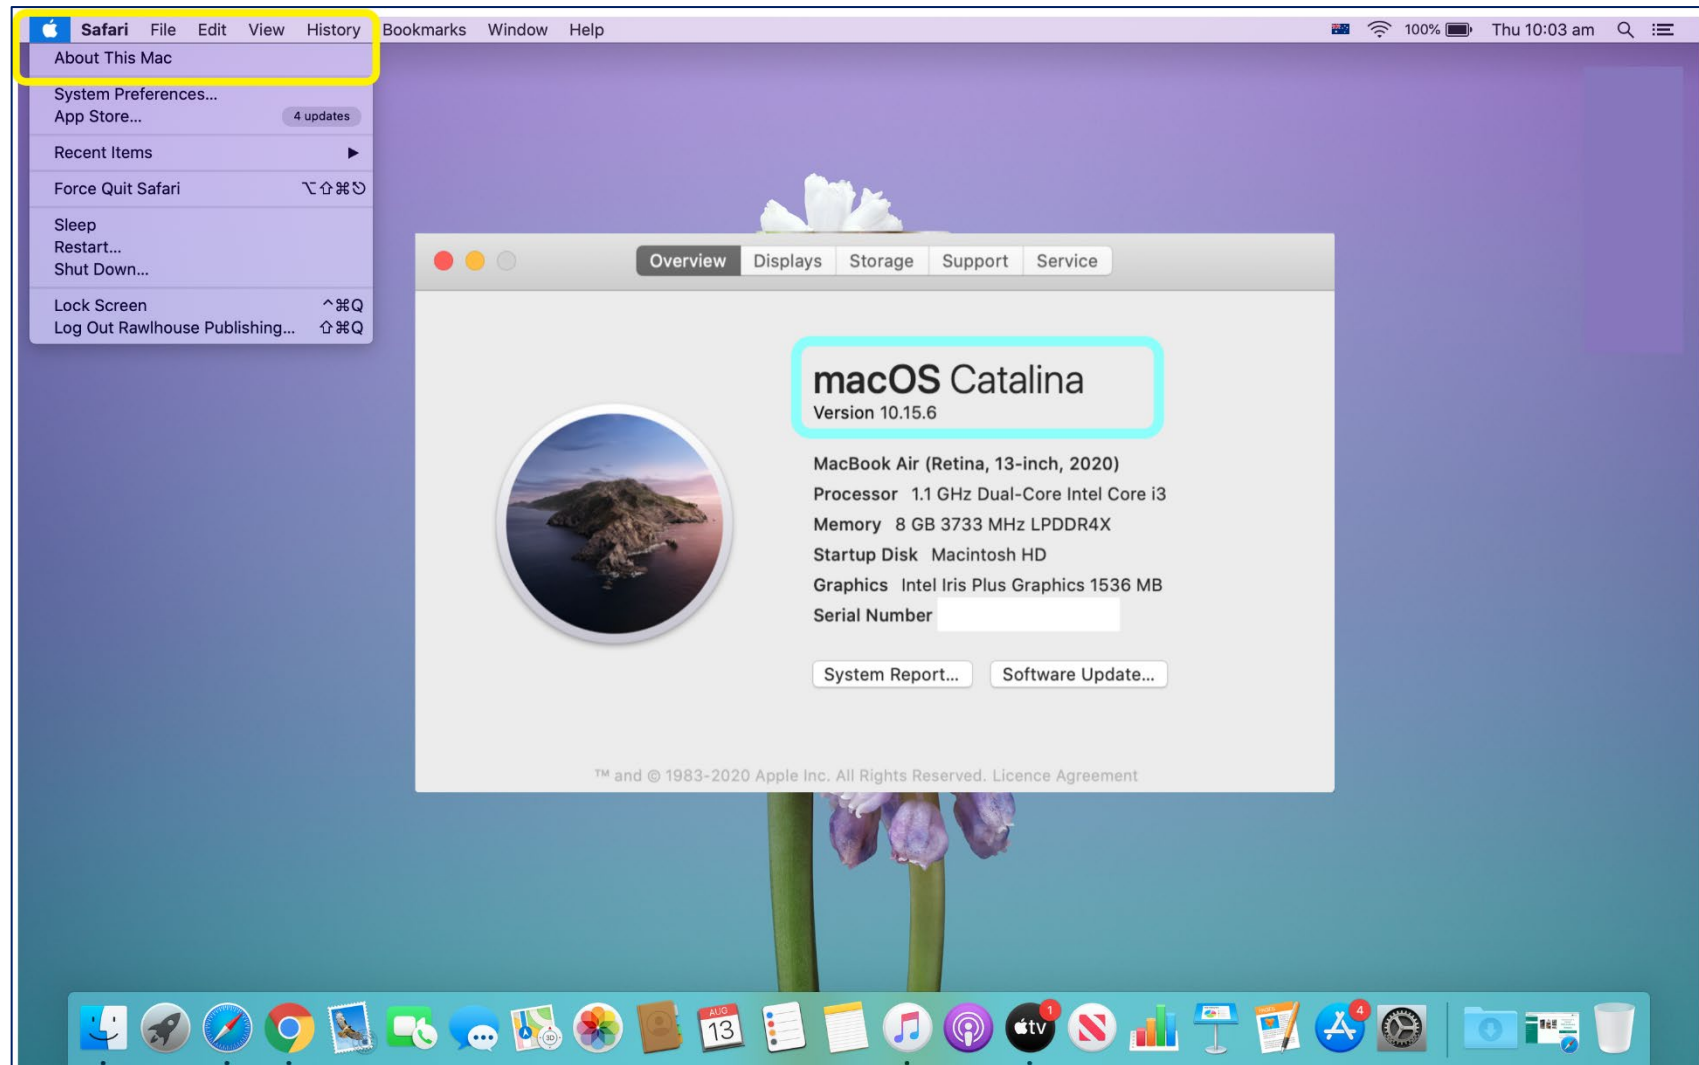 Safari File Edit View History Bookmarks Window Help 100% Thu 10:03 am
About This Mac
System Preferences...
App Store... 4 updates
Recent Items ▶
Force Quit Safari ⌥⇧⌘⎋
Sleep
Restart...
Shut Down...
Lock Screen ^⌘Q
Log Out Rawlhouse Publishing... ⇧⌘Q
Overview Displays Storage Support Service
macOS Catalina
Version 10.15.6
MacBook Air (Retina, 13-inch, 2020)
Processor 1.1 GHz Dual-Core Intel Core i3
Memory 8 GB 3733 MHz LPDDR4X
Startup Disk Macintosh HD
Graphics Intel Iris Plus Graphics 1536 MB
Serial Number
System Report... Software Update...
™ and © 1983-2020 Apple Inc. All Rights Reserved. Licence Agreement
AUG
13
tv
1
4